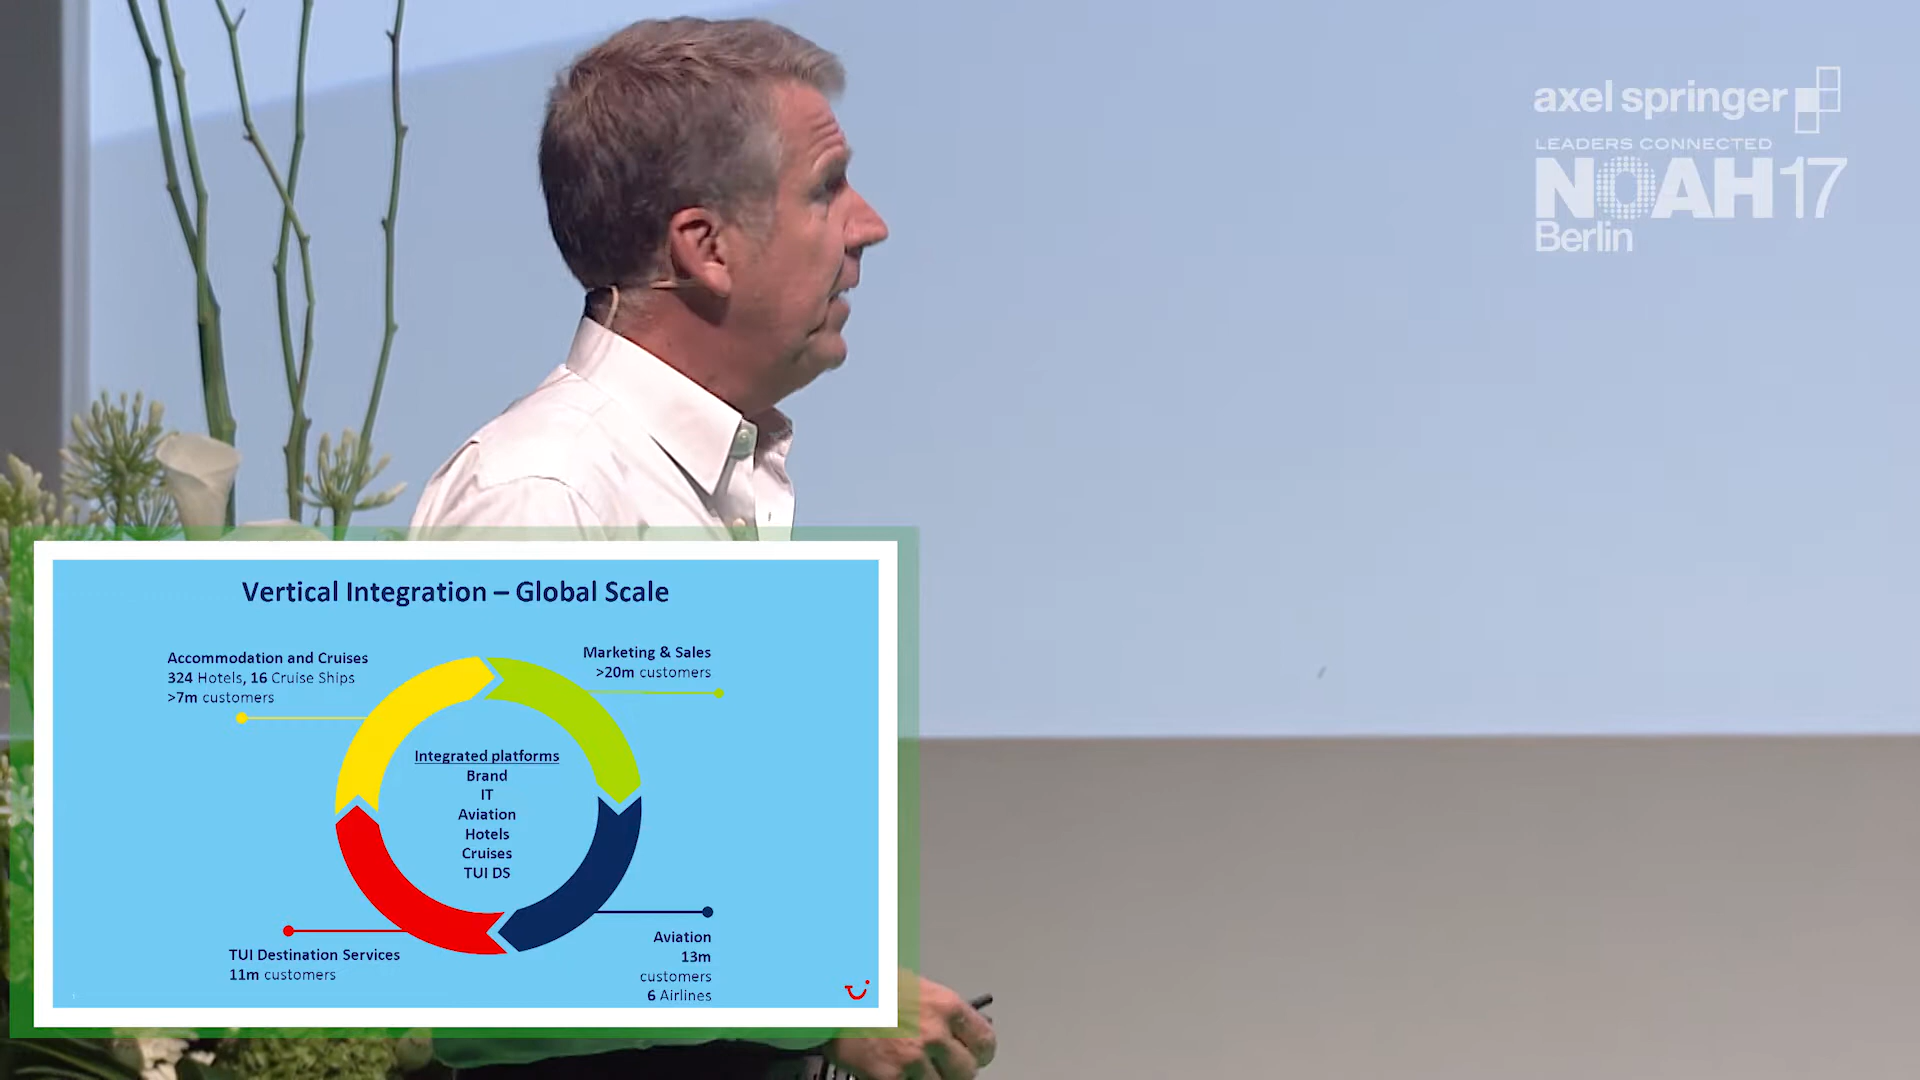 axel springer
LEADERS CONNECTED
NOAH17
Berlin
Vertical Integration – Global Scale
Accommodation and Cruises
324 Hotels, 16 Cruise Ships
>7m customers
Marketing & Sales
>20m customers
Integrated platforms
Brand
IT
Aviation
Hotels
Cruises
TUI DS
TUI Destination Services
11m customers
Aviation
13m
customers
6 Airlines